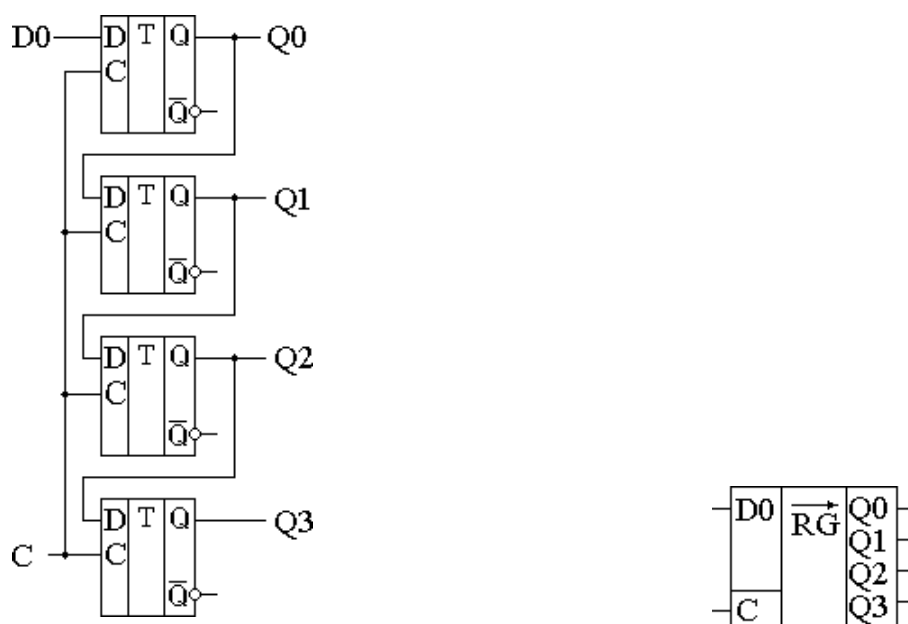 D0 D T Q Q0
C
Q̅
D T Q Q1
C
Q̅
D T Q Q2
C
Q̅
D T Q Q3
C C
Q̅
D0 RG Q0
Q1
Q2
C Q3